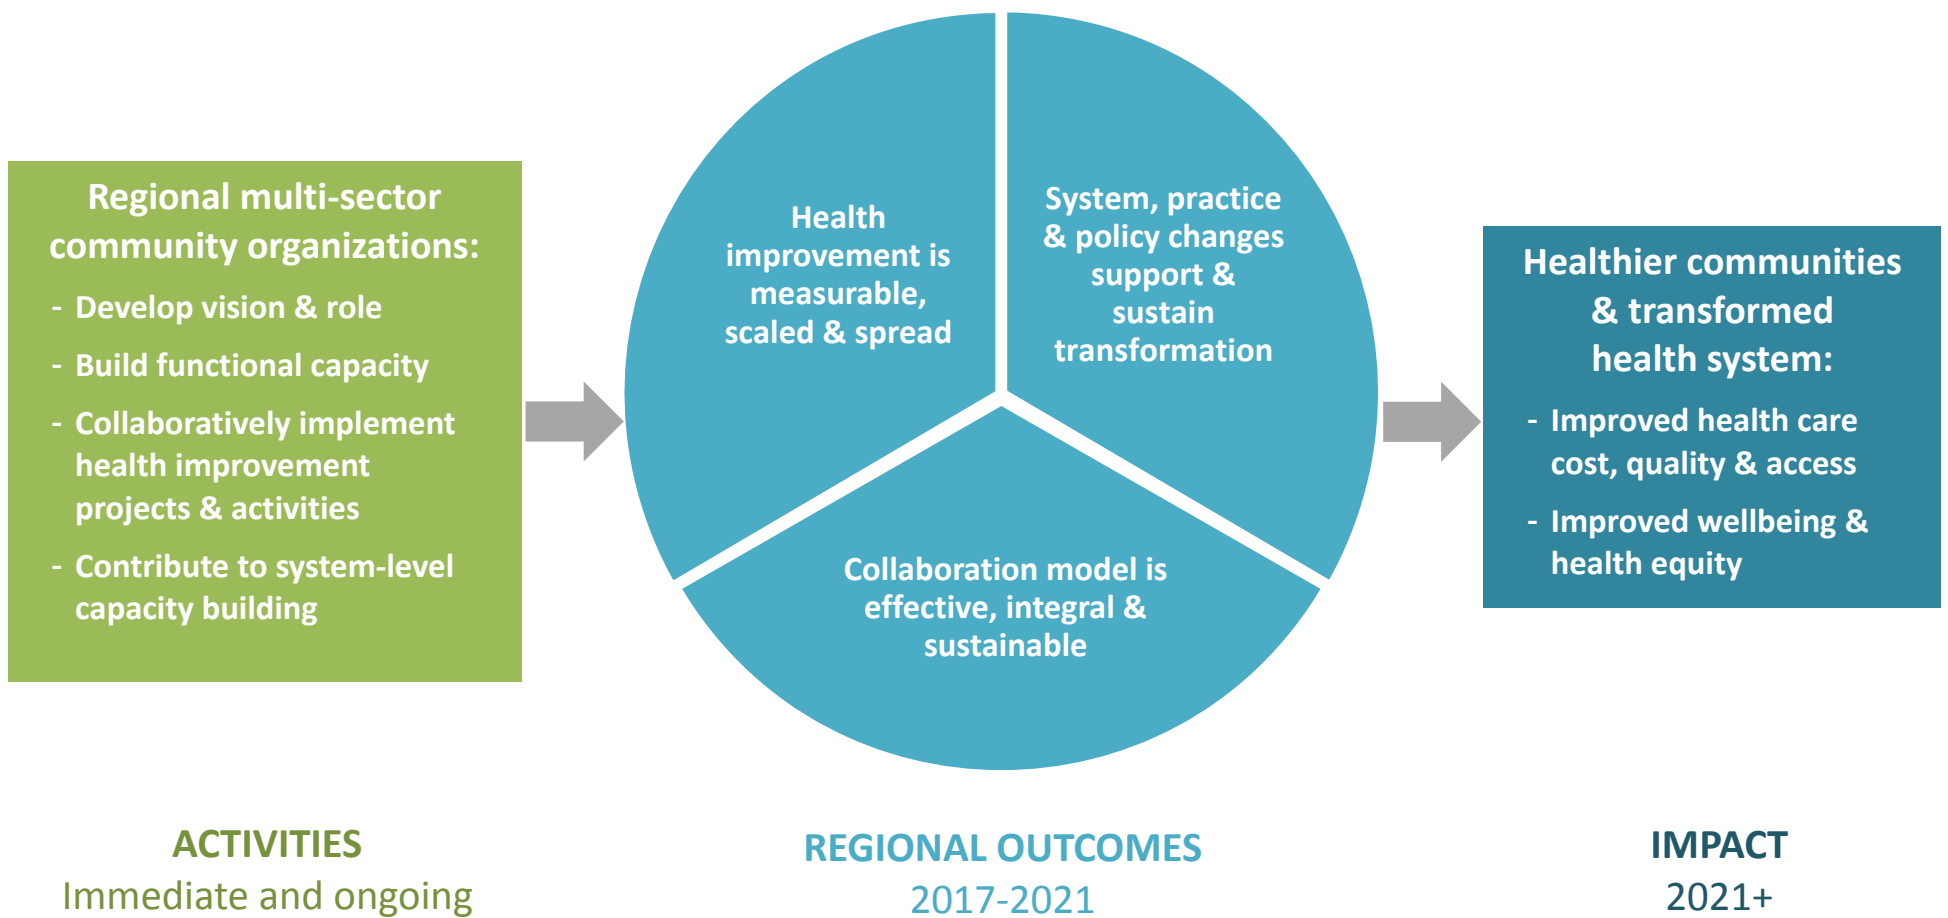 Regional multi-sector
community organizations:
- Develop vision & role
- Build functional capacity
- Collaboratively implement
health improvement
projects & activities
- Contribute to system-level
capacity building
Health
improvement is
measurable,
scaled & spread
System, practice
& policy changes
support &
sustain
transformation
Collaboration model is
effective, integral &
sustainable
Healthier communities
& transformed
health system:
- Improved health care
cost, quality & access
- Improved wellbeing &
health equity
ACTIVITIES
Immediate and ongoing
REGIONAL OUTCOMES
2017-2021
IMPACT
2021+